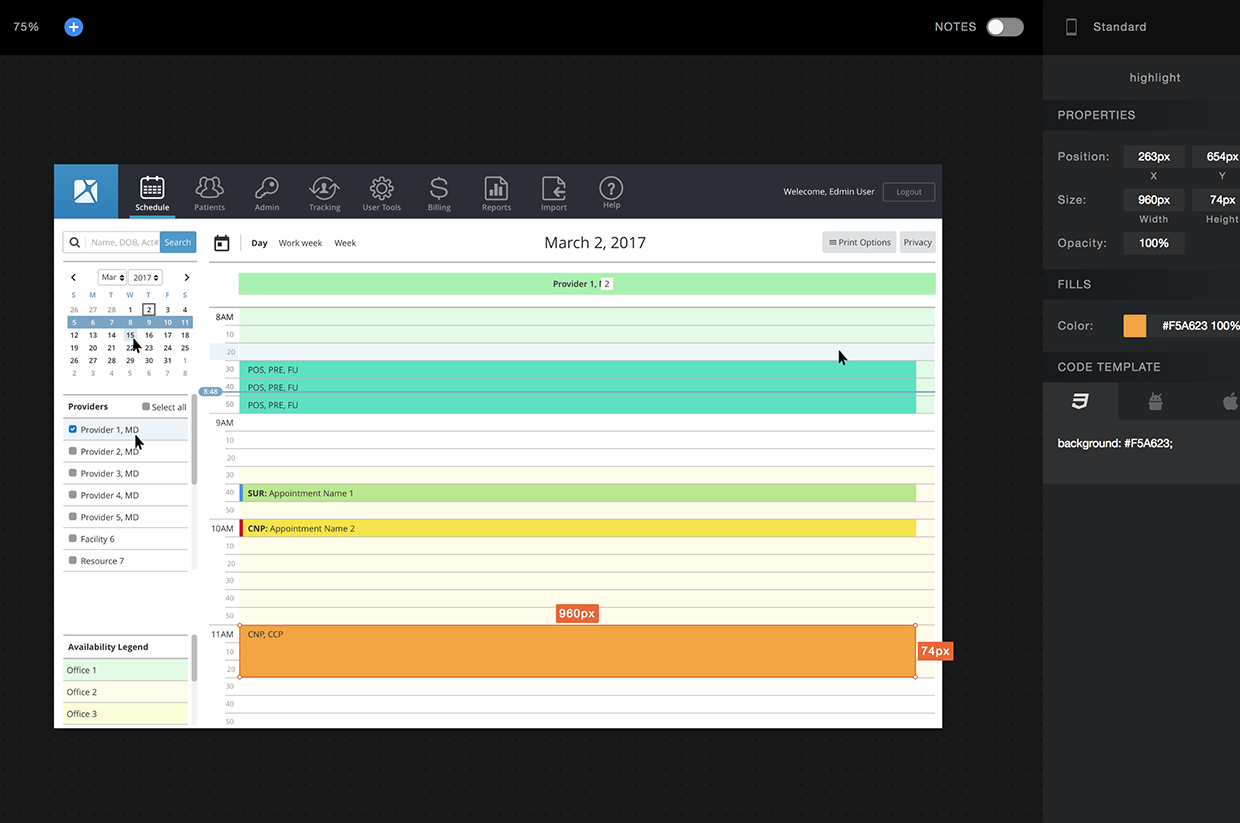 75%
NOTES
Standard
highlight
PROPERTIES
Position: 263px 654px
X Y
Size: 960px 74px
Width Height
Opacity: 100%
FILLS
Color: #F5A623 100%
CODE TEMPLATE
background: #F5A623;
Schedule Patients Admin Tracking User Tools Billing Reports Import Help
Welcome, Edmin User Logout
Name, DOB, Act# Search
Day Work week Week
March 2, 2017
Print Options Privacy
Mar 2017
S M T W T F S
26 27 28 1 2 3 4
5 6 7 8 9 10 11
12 13 14 15 16 17 18
19 20 21 22 23 24 25
26 27 28 29 30 31 1
2 3 4 5 6 7 8
Providers Select all
Provider 1, MD
Provider 2, MD
Provider 3, MD
Provider 4, MD
Provider 5, MD
Facility 6
Resource 7
Availability Legend
Office 1
Office 2
Office 3
Provider 1, 2
8AM
10
20
30 POS, PRE, FU
40 POS, PRE, FU
8:48
50 POS, PRE, FU
9AM
10
20
30
40 SUR: Appointment Name 1
50
10AM CNP: Appointment Name 2
10
20
30
40
50
960px
11AM CNP, CCP
10
74px
20
30
40
50